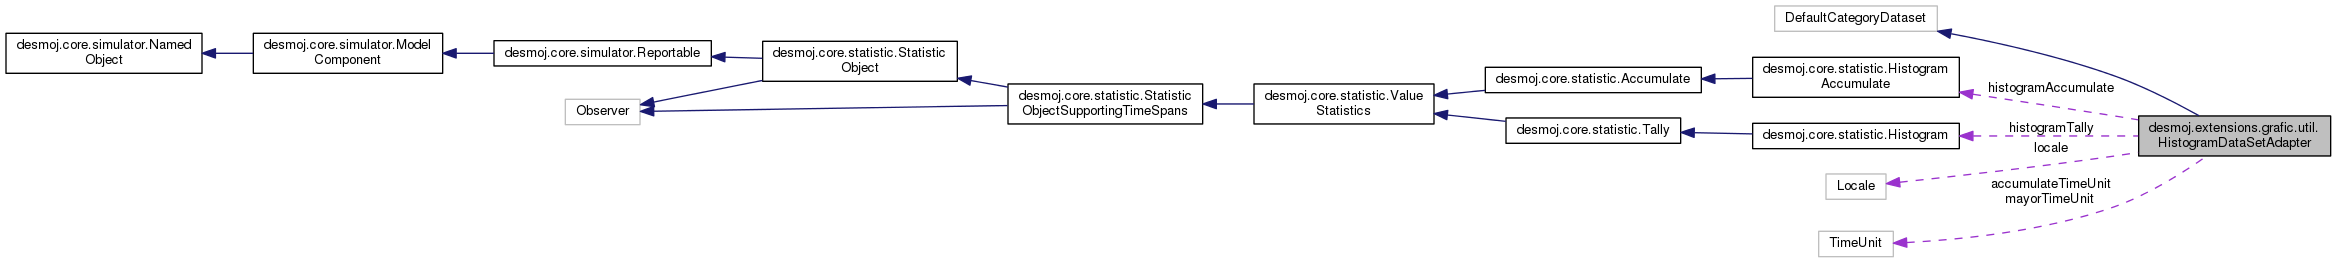 desmoj.core.simulator.Named
Object
desmoj.core.simulator.Model
Component
desmoj.core.simulator.Reportable
desmoj.core.statistic.Statistic
Object
Observer
desmoj.core.statistic.Statistic
ObjectSupportingTimeSpans
desmoj.core.statistic.Value
Statistics
desmoj.core.statistic.Accumulate
desmoj.core.statistic.Tally
DefaultCategoryDataset
desmoj.core.statistic.Histogram
Accumulate
desmoj.core.statistic.Histogram
Locale
TimeUnit
histogramAccumulate
histogramTally
locale
accumulateTimeUnit
mayorTimeUnit
desmoj.extensions.grafic.util.
HistogramDataSetAdapter